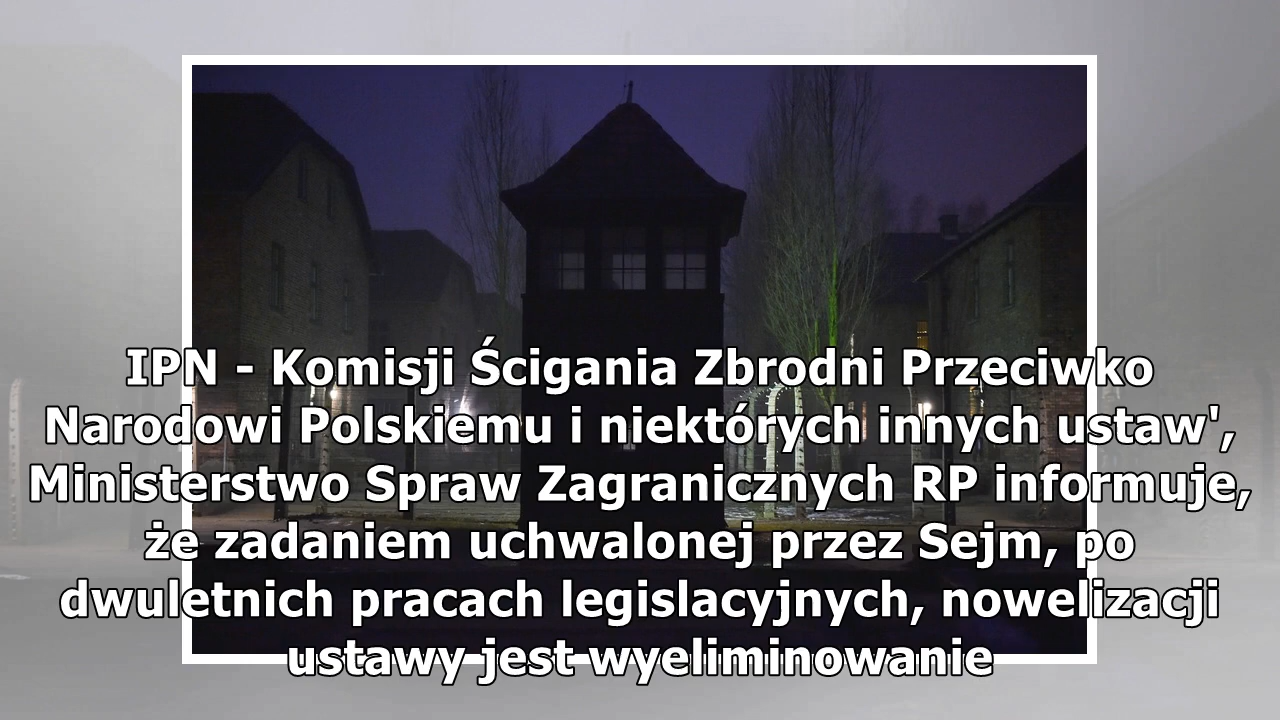 IPN - Komisji Ścigania Zbrodni Przeciwko
Narodowi Polskiemu i niektórych innych ustaw',
Ministerstwo Spraw Zagranicznych RP informuje,
że zadaniem uchwalonej przez Sejm, po
dwuletnich pracach legislacyjnych, nowelizacji
ustawy jest wyeliminowanie